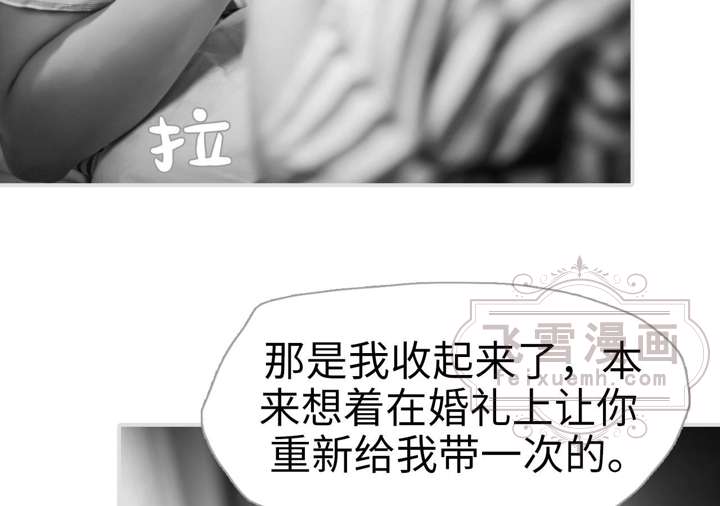 拉
飞雪漫画
Feixuemh.com
那是我收起来了，本
来想着在婚礼上让你
重新给我带一次的。